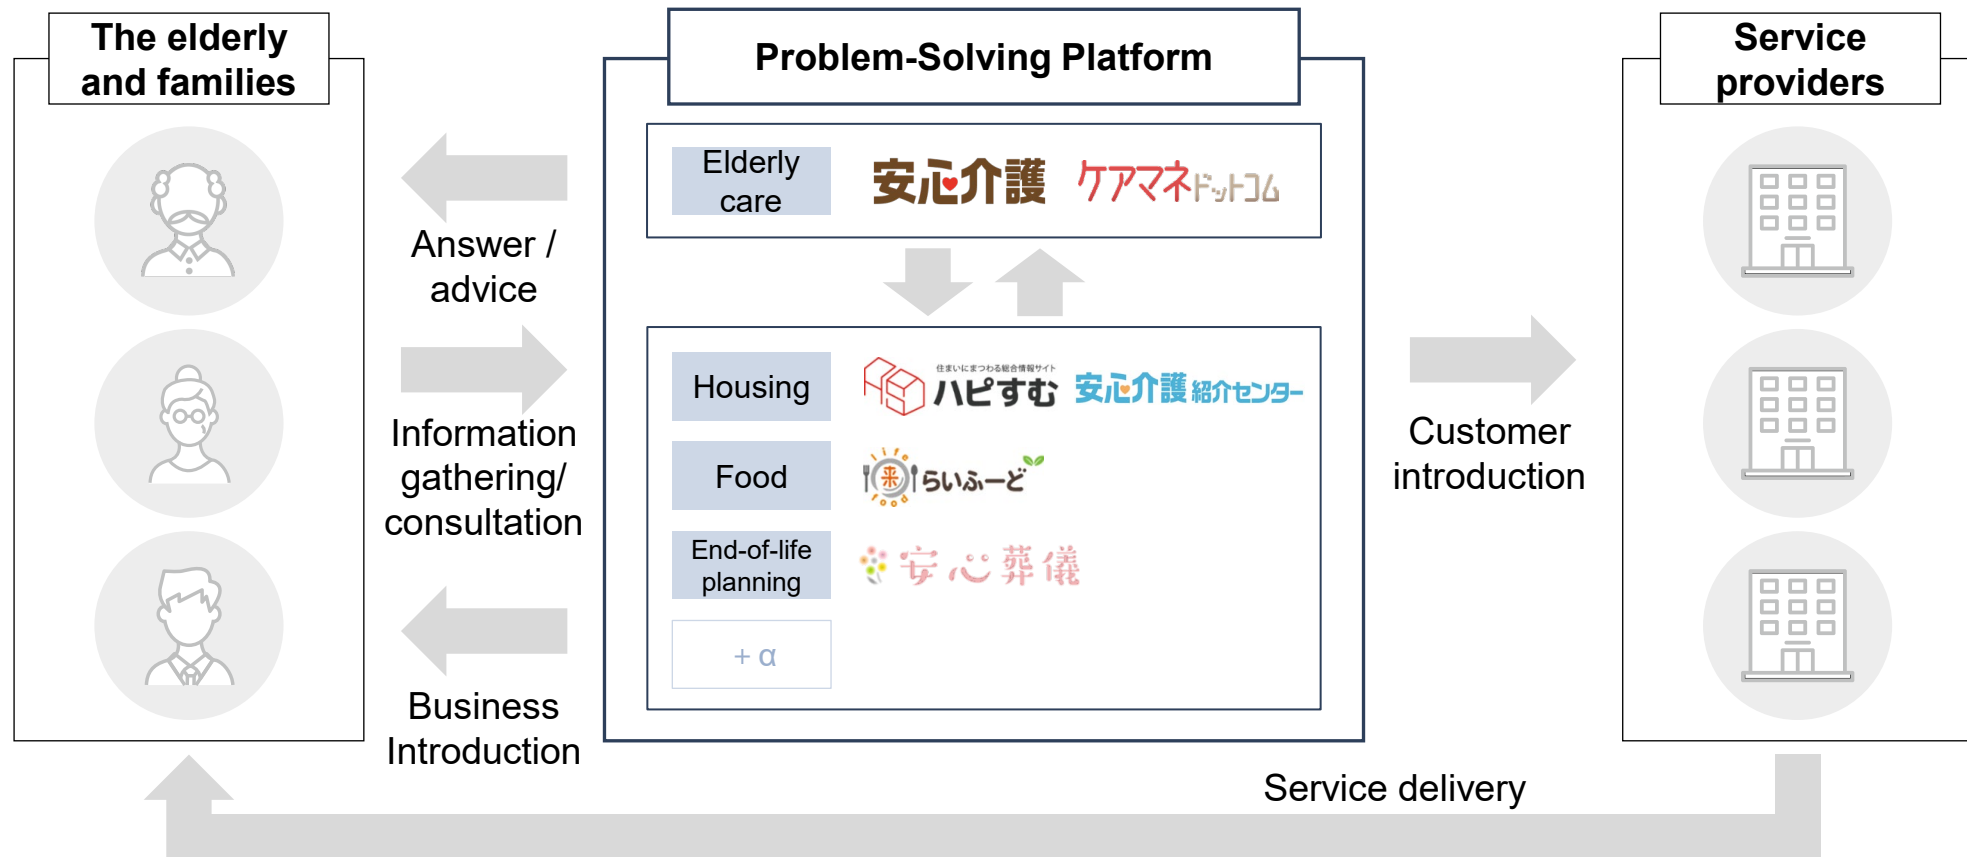 The elderly
and families
Problem-Solving Platform
Service
providers
Elderly
care
安心介護
ケアマネドットコム
Answer /
advice
Information
gathering/
consultation
Business
Introduction
Housing
住まいにまつわる総合情報サイト
ハピすむ
安心介護紹介センター
Food
life
来
food
らいふーど
End-of-life
planning
安心葬儀
+ α
Customer
introduction
Service delivery